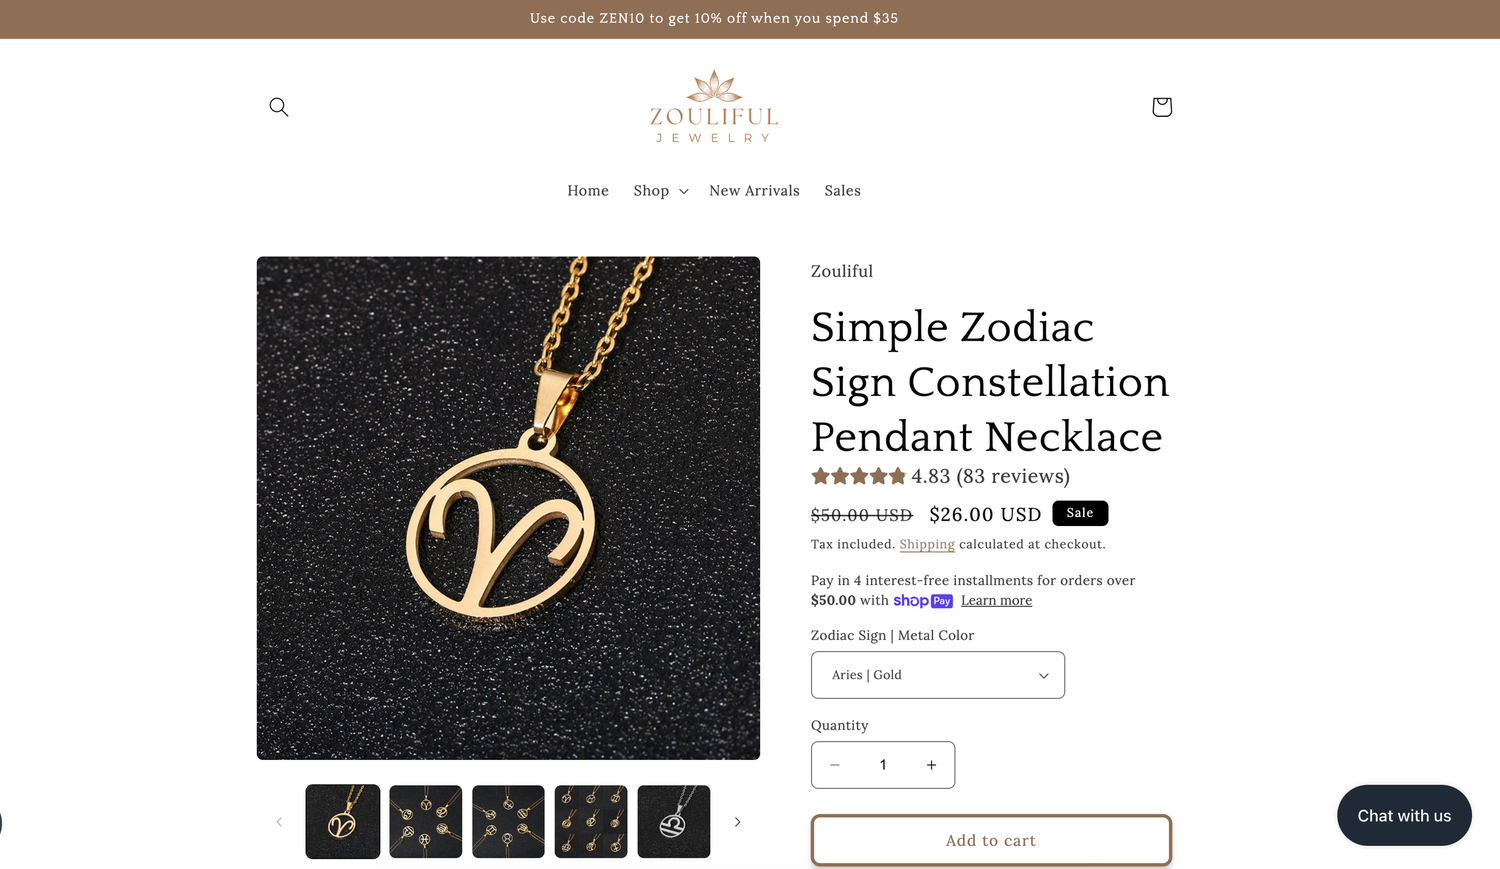 Use code ZEN10 to get 10% off when you spend $35
ZOULIFUL
JEWELRY
Home
Shop
New Arrivals
Sales
Zouliful
Simple Zodiac
Sign Constellation
Pendant Necklace
4.83 (83 reviews)
$50.00 USD $26.00 USD Sale
Tax included. Shipping calculated at checkout.
Pay in 4 interest-free installments for orders over
$50.00 with shop Pay Learn more
Zodiac Sign | Metal Color
Aries | Gold
Quantity
− 1 +
Add to cart
Chat with us